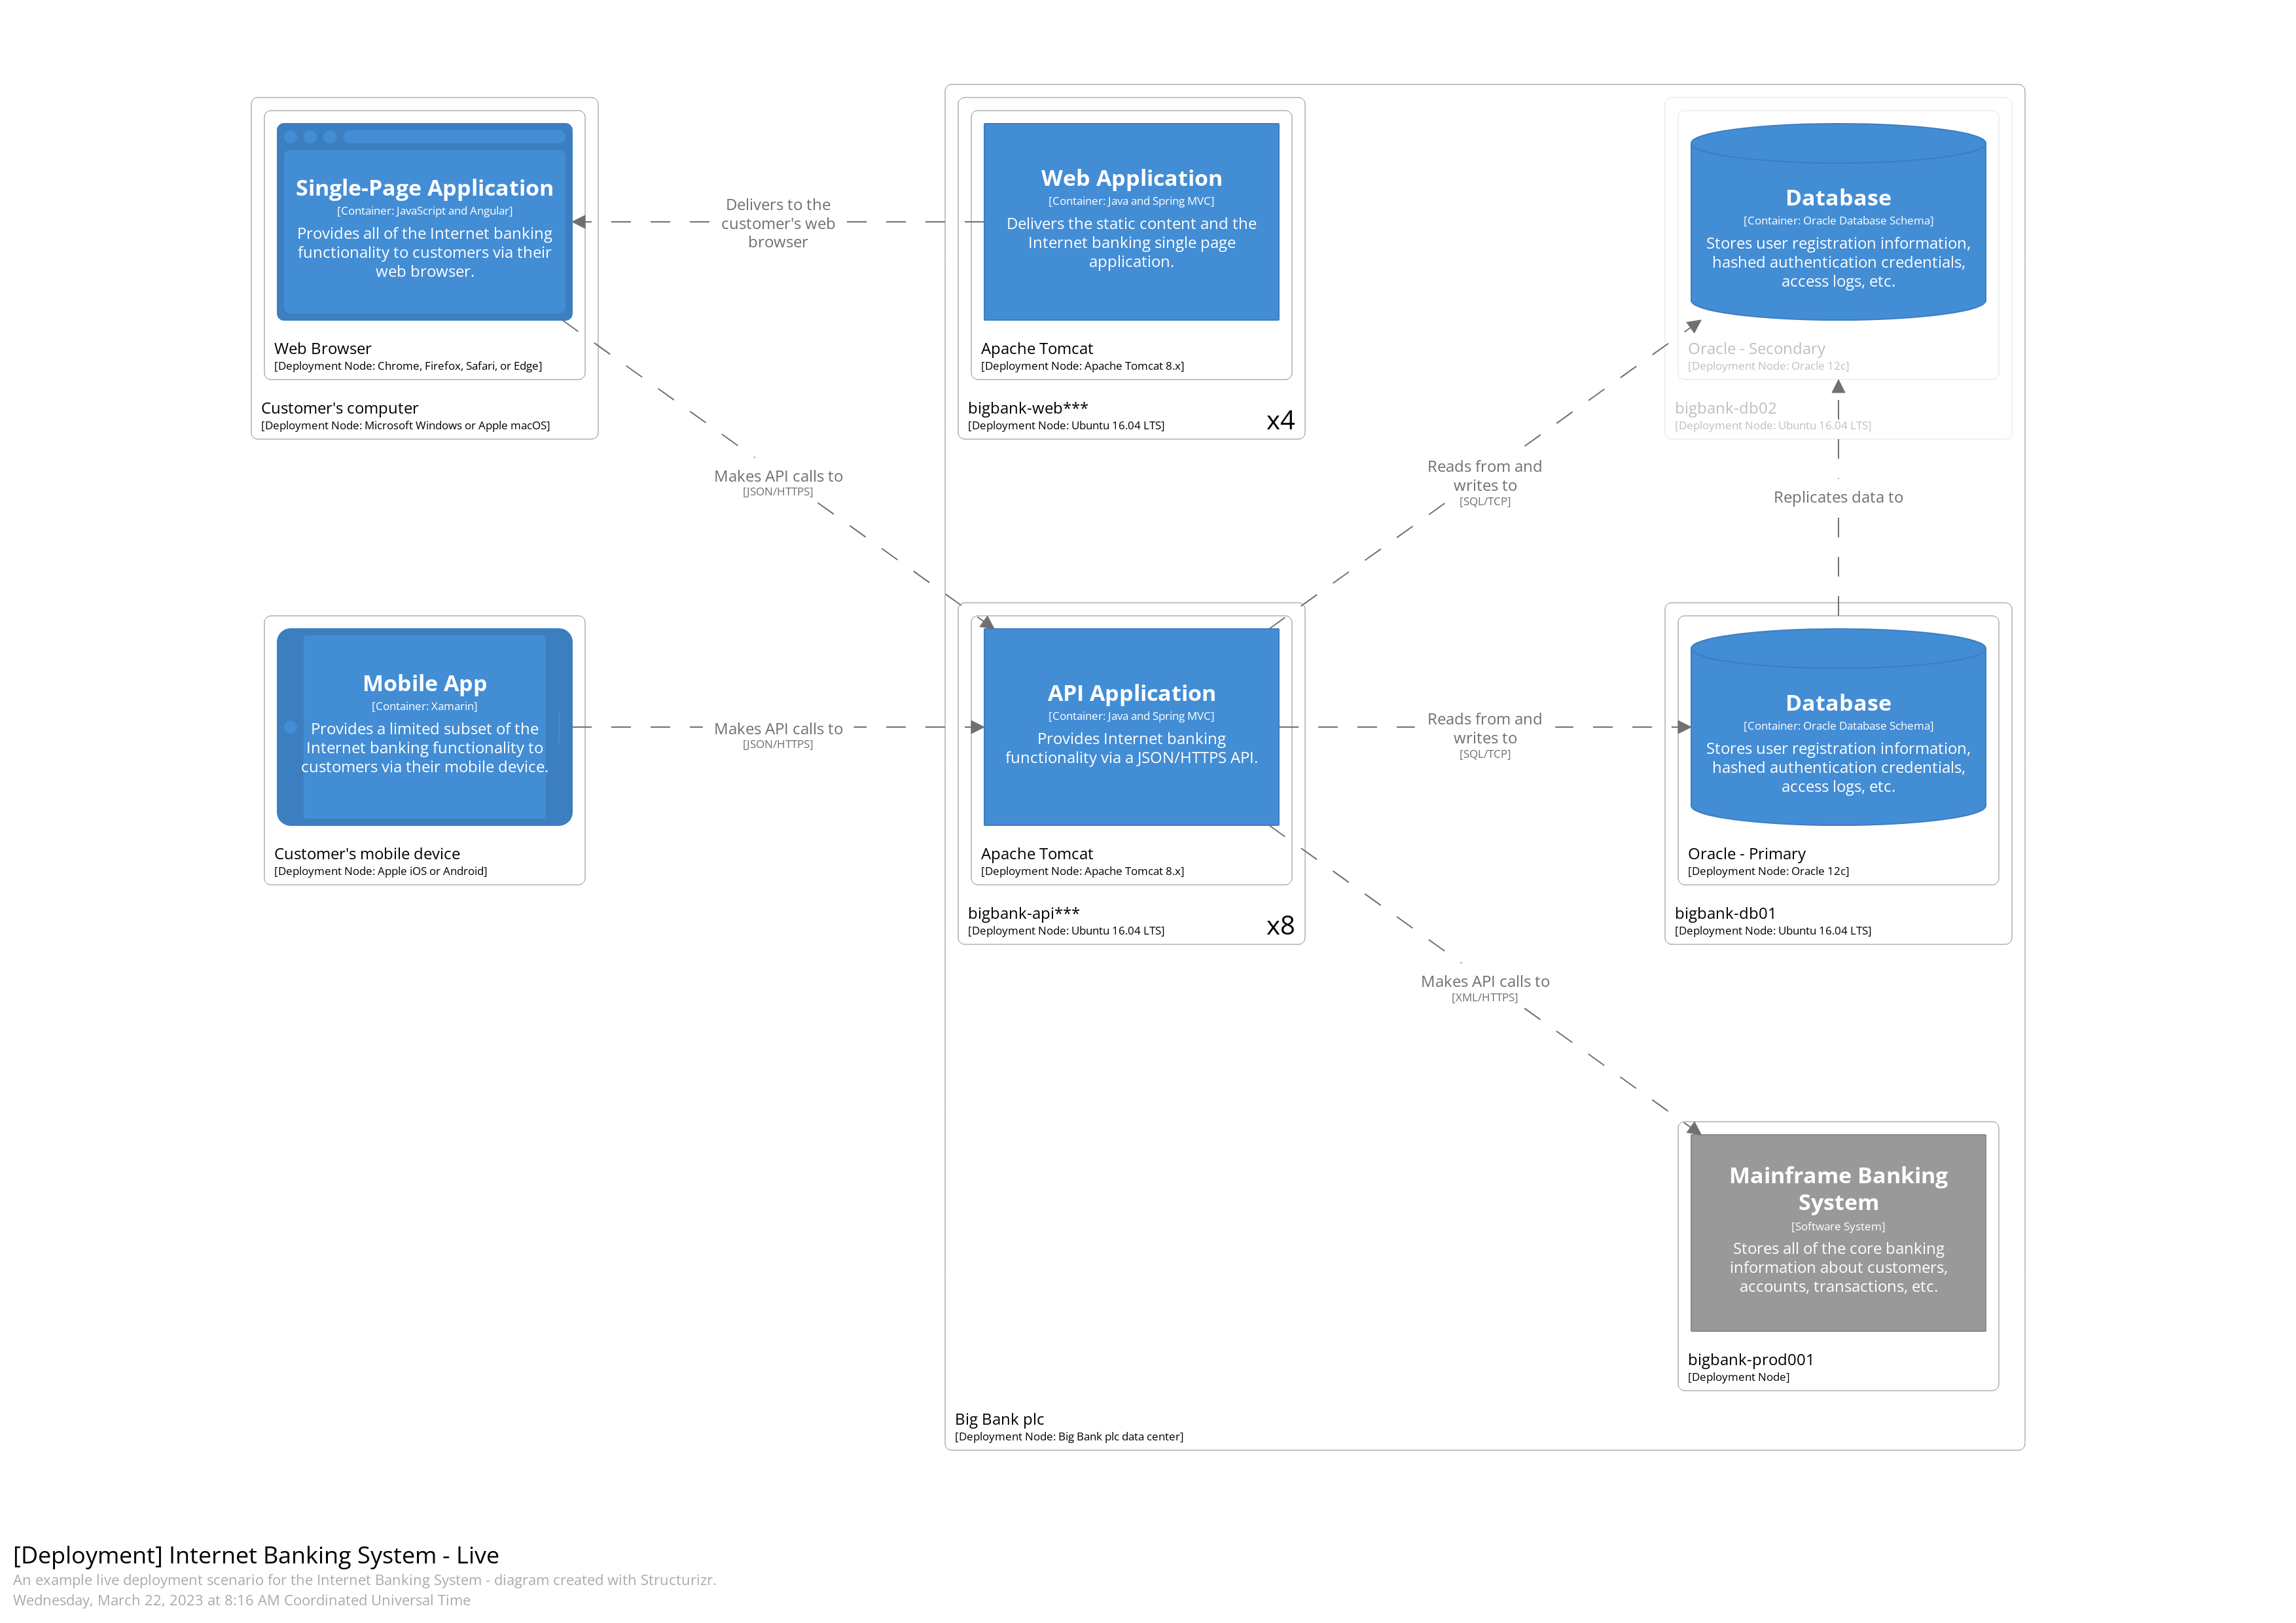 Single-Page Application
[Container: JavaScript and Angular]
Provides all of the Internet banking
functionality to customers via their
web browser.
Web Browser
[Deployment Node: Chrome, Firefox, Safari, or Edge]
Customer's computer
[Deployment Node: Microsoft Windows or Apple macOS]
Delivers to the
customer's web
browser
Web Application
[Container: Java and Spring MVC]
Delivers the static content and the
Internet banking single page
application.
Apache Tomcat
[Deployment Node: Apache Tomcat 8.x]
bigbank-web***
[Deployment Node: Ubuntu 16.04 LTS]
x4
Database
[Container: Oracle Database Schema]
Stores user registration information,
hashed authentication credentials,
access logs, etc.
Oracle - Secondary
[Deployment Node: Oracle 12c]
bigbank-db02
[Deployment Node: Ubuntu 16.04 LTS]
Makes API calls to
[JSON/HTTPS]
Reads from and
writes to
[SQL/TCP]
Replicates data to
Mobile App
[Container: Xamarin]
Provides a limited subset of the
Internet banking functionality to
customers via their mobile device.
Customer's mobile device
[Deployment Node: Apple iOS or Android]
Makes API calls to
[JSON/HTTPS]
API Application
[Container: Java and Spring MVC]
Provides Internet banking
functionality via a JSON/HTTPS API.
Apache Tomcat
[Deployment Node: Apache Tomcat 8.x]
bigbank-api***
[Deployment Node: Ubuntu 16.04 LTS]
x8
Reads from and
writes to
[SQL/TCP]
Database
[Container: Oracle Database Schema]
Stores user registration information,
hashed authentication credentials,
access logs, etc.
Oracle - Primary
[Deployment Node: Oracle 12c]
bigbank-db01
[Deployment Node: Ubuntu 16.04 LTS]
Makes API calls to
[XML/HTTPS]
Mainframe Banking
System
[Software System]
Stores all of the core banking
information about customers,
accounts, transactions, etc.
bigbank-prod001
[Deployment Node]
Big Bank plc
[Deployment Node: Big Bank plc data center]
[Deployment] Internet Banking System - Live
An example live deployment scenario for the Internet Banking System - diagram created with Structurizr.
Wednesday, March 22, 2023 at 8:16 AM Coordinated Universal Time